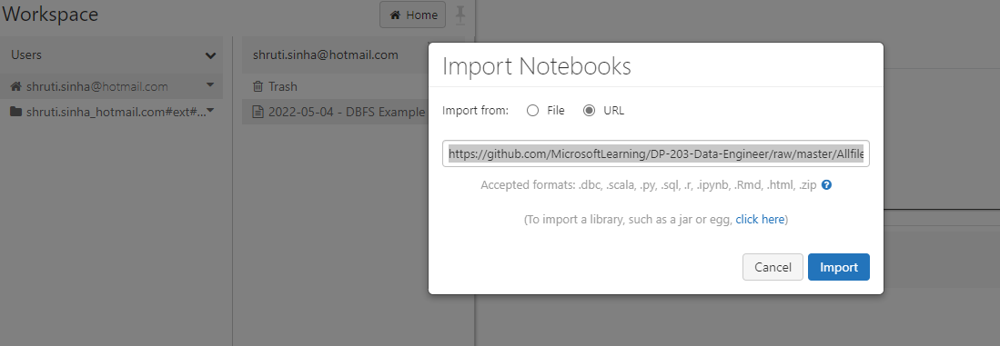 Workspace
Home
Users
shruti.sinha@hotmail.com
shruti.sinha_hotmail.com#ext#...
shruti.sinha@hotmail.com
Trash
2022-05-04 - DBFS Example
Import Notebooks
Import from: File URL
https://github.com/MicrosoftLearning/DP-203-Data-Engineer/raw/master/Allfile
Accepted formats: .dbc, .scala, .py, .sql, .r, .ipynb, .Rmd, .html, .zip ?
(To import a library, such as a jar or egg, click here)
Cancel Import